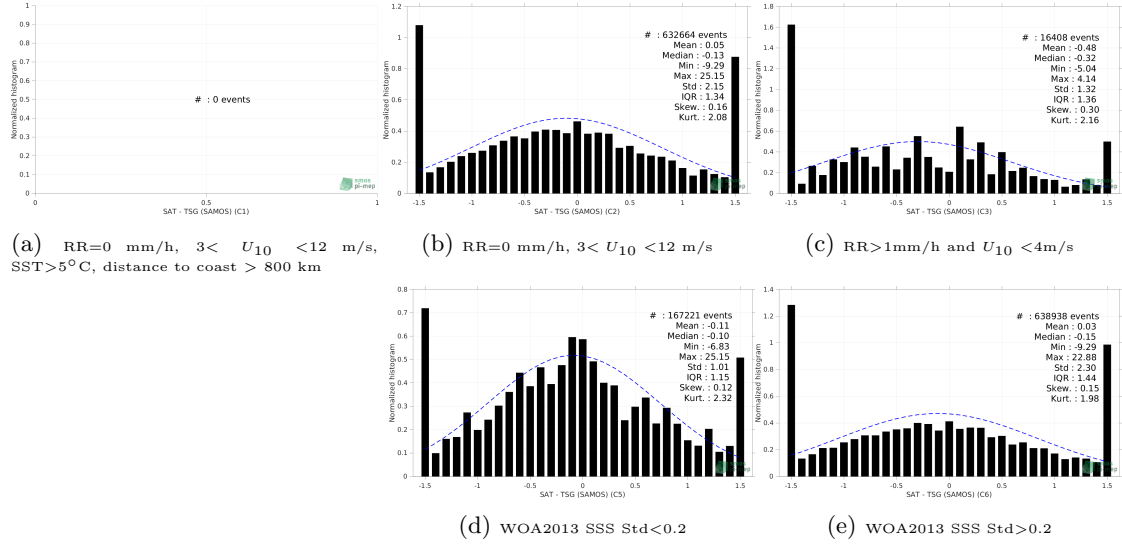 1
0.9
0.8
0.7
0.6
0.5
0.4
0.3
0.2
0.1
0
Normalized histogram
# : 0 events
smos
pi-mep
0 0.5 1
SAT - TSG (SAMOS) (C1)
(a) RR=0 mm/h, 3< U10 <12 m/s,
SST>5°C, distance to coast > 800 km
1.2
1
0.8
0.6
0.4
0.2
0
Normalized histogram
# : 632664 events
Mean : 0.05
Median : -0.13
Min : -9.29
Max : 25.15
Std : 2.15
IQR : 1.34
Skew. : 0.16
Kurt. : 2.08
-1.5 -1 -0.5 0 0.5 1 1.5
SAT - TSG (SAMOS) (C2)
(b) RR=0 mm/h, 3< U10 <12 m/s
1.8
1.6
1.4
1.2
1
0.8
0.6
0.4
0.2
0
Normalized histogram
# : 16408 events
Mean : -0.48
Median : -0.32
Min : -5.04
Max : 4.14
Std : 1.32
IQR : 1.36
Skew. : 0.30
Kurt. : 2.16
-1.5 -1 -0.5 0 0.5 1 1.5
SAT - TSG (SAMOS) (C3)
(c) RR>1mm/h and U10 <4m/s
0.8
0.7
0.6
0.5
0.4
0.3
0.2
0.1
0
Normalized histogram
# : 167221 events
Mean : -0.11
Median : -0.10
Min : -6.83
Max : 25.15
Std : 1.01
IQR : 1.15
Skew. : 0.12
Kurt. : 2.32
-1.5 -1 -0.5 0 0.5 1 1.5
SAT - TSG (SAMOS) (C5)
(d) WOA2013 SSS Std<0.2
1.4
1.2
1
0.8
0.6
0.4
0.2
0
Normalized histogram
# : 638938 events
Mean : 0.03
Median : -0.15
Min : -9.29
Max : 22.88
Std : 2.30
IQR : 1.44
Skew. : 0.15
Kurt. : 1.98
-1.5 -1 -0.5 0 0.5 1 1.5
SAT - TSG (SAMOS) (C6)
(e) WOA2013 SSS Std>0.2